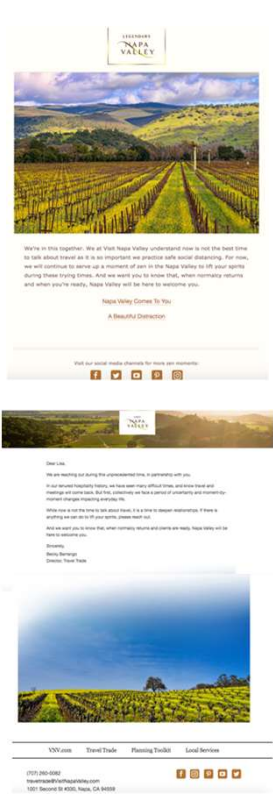 LEGENDARY
NAPA
VALLEY
We're in this together. We at Visit Napa Valley understand now is not the best time
to talk about travel as it is so important we practice safe social distancing. For now,
we will continue to serve up a moment of zen in the Napa Valley to lift your spirits
during these trying times. And we want you to know that, when normalcy returns
and when you're ready, Napa Valley will be here to welcome you.
Napa Valley Comes To You
A Beautiful Distraction
Visit our social media channels for more zen moments:
NAPA
VALLEY
Dear Lisa,
We are reaching out during this unprecedented time, in partnership with you.
In our tenured hospitality history, we have seen many difficult times, and know travel and
meetings will come back. But first, collectively we face a period of uncertainty and moment-by-
moment changes impacting everyday life.
While now is not the time to talk about travel, it is a time to deepen relationships. If there is
anything we can do to lift your spirits, please reach out.
And we want you to know that, when normalcy returns and clients are ready, Napa Valley will be
here to welcome you.
Sincerely,
Becky Barlargo
Director, Travel Trade
VNV.com Travel Trade Planning Toolkit Local Services
(707) 260-0082
traveltrade@VisitNapaValley.com
1001 Second St #330, Napa, CA 94559